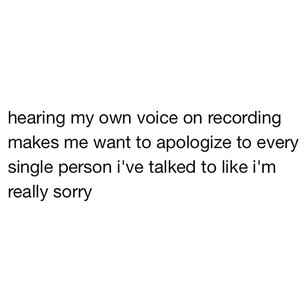 hearing my own voice on recording
makes me want to apologize to every
single person i've talked to like i'm
really sorry